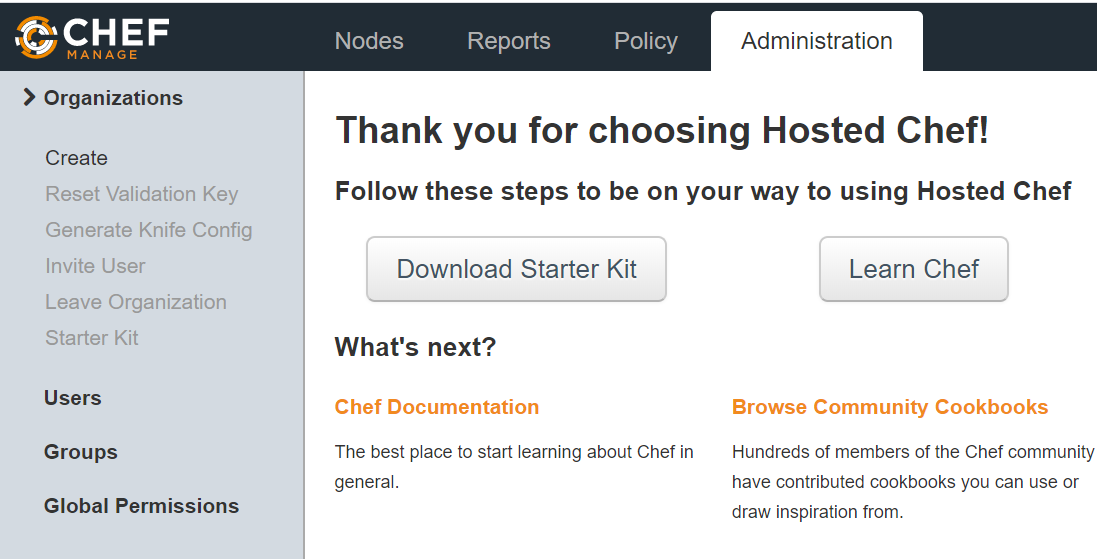 CHEF
MANAGE
Nodes Reports Policy Administration
Organizations
Create
Reset Validation Key
Generate Knife Config
Invite User
Leave Organization
Starter Kit
Users
Groups
Global Permissions
Thank you for choosing Hosted Chef!
Follow these steps to be on your way to using Hosted Chef
Download Starter Kit
Learn Chef
What's next?
Chef Documentation
The best place to start learning about Chef in
general.
Browse Community Cookbooks
Hundreds of members of the Chef community
have contributed cookbooks you can use or
draw inspiration from.